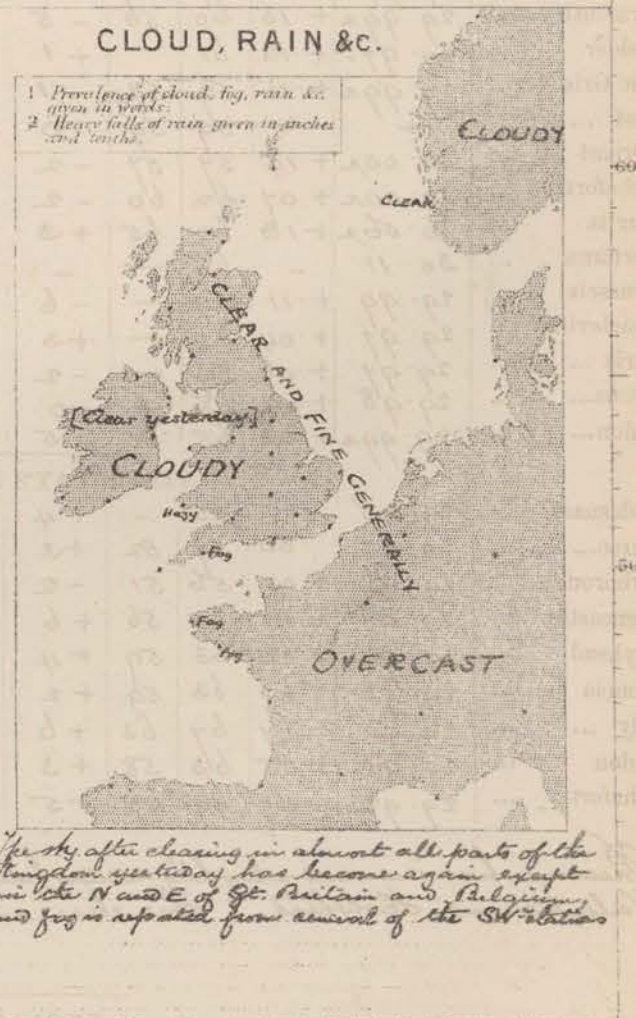 CLOUD, RAIN &c.
1 Prevalence of cloud, fog, rain &c.
given in words.
2 Heavy falls of rain given in inches
and tenths.
CLOUDY
60
CLEAR
CLEAR AND FINE GENERALLY
[Clear yesterday]
CLOUDY
Hazy
Fog
50
Fog
Fog
OVERCAST
The sky after clearing in almost all parts of the
Kingdom yesterday has become again except
in the N and E of Gt. Britain and Belgium,
and fog is reported from several of the SWn stations